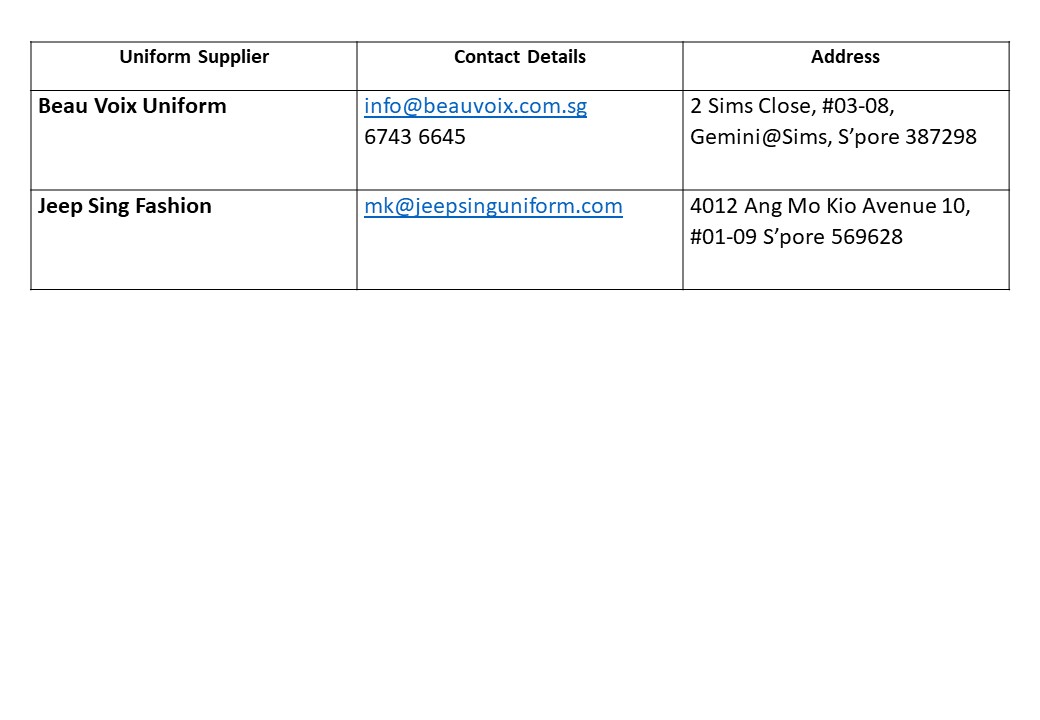 Uniform Supplier
Contact Details
Address
Beau Voix Uniform
info@beauvoix.com.sg
6743 6645
2 Sims Close, #03-08,
Gemini@Sims, S’pore 387298
Jeep Sing Fashion
mk@jeepsinguniform.com
4012 Ang Mo Kio Avenue 10,
#01-09 S’pore 569628